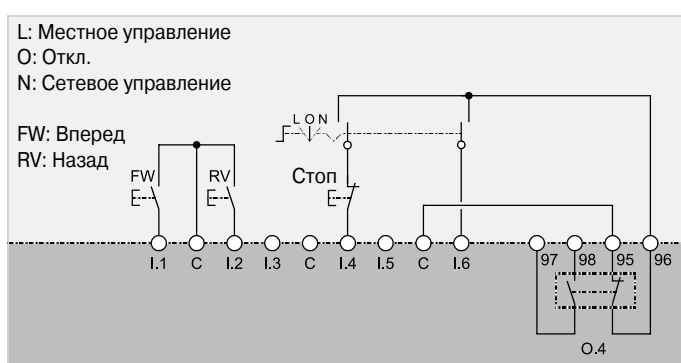 L: Местное управление
O: Откл.
N: Сетевое управление
FW: Вперед
RV: Назад
L O N
FW
RV
Стоп
I.1 C I.2 I.3 C I.4 I.5 C I.6 97 98 95 96
O.4